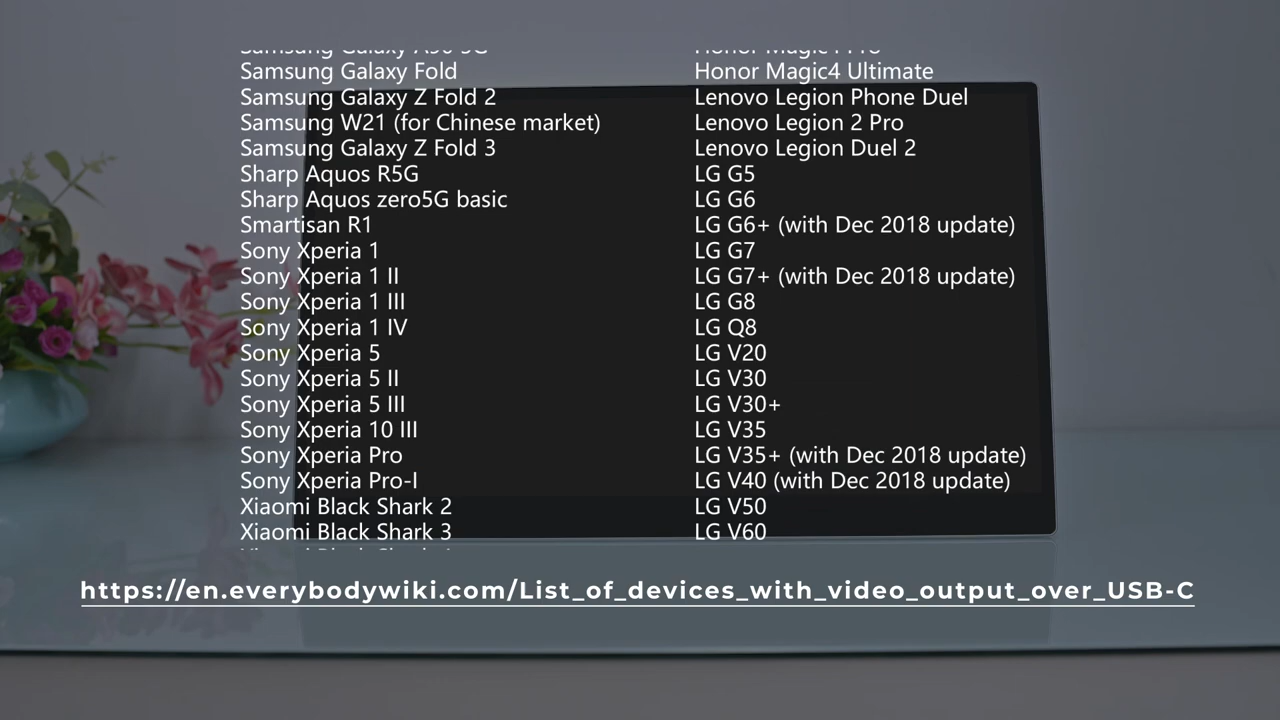 Samsung Galaxy A90 5G
Samsung Galaxy Fold
Samsung Galaxy Z Fold 2
Samsung W21 (for Chinese market)
Samsung Galaxy Z Fold 3
Sharp Aquos R5G
Sharp Aquos zero5G basic
Smartisan R1
Sony Xperia 1
Sony Xperia 1 II
Sony Xperia 1 III
Sony Xperia 1 IV
Sony Xperia 5
Sony Xperia 5 II
Sony Xperia 5 III
Sony Xperia 10 III
Sony Xperia Pro
Sony Xperia Pro-I
Xiaomi Black Shark 2
Xiaomi Black Shark 3
Honor Magic4 Ultimate
Lenovo Legion Phone Duel
Lenovo Legion 2 Pro
Lenovo Legion Duel 2
LG G5
LG G6
LG G6+ (with Dec 2018 update)
LG G7
LG G7+ (with Dec 2018 update)
LG G8
LG Q8
LG V20
LG V30
LG V30+
LG V35
LG V35+ (with Dec 2018 update)
LG V40 (with Dec 2018 update)
LG V50
LG V60
https://en.everybodywiki.com/List_of_devices_with_video_output_over_USB-C